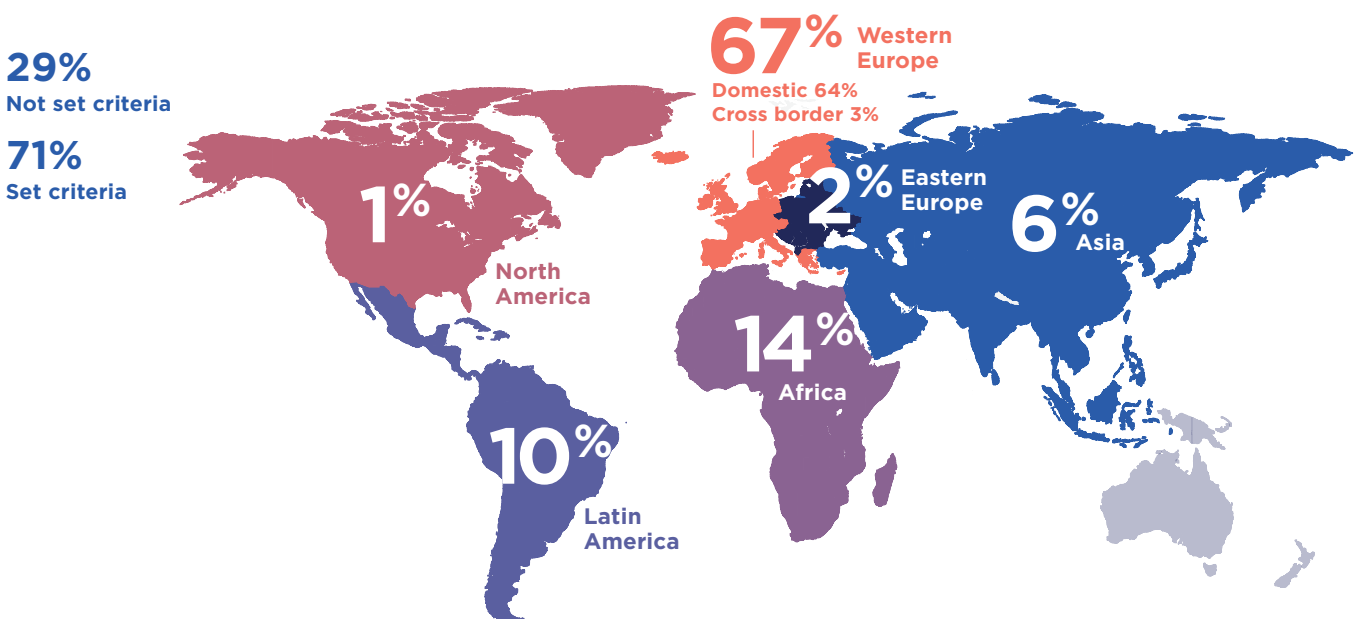 29%
Not set criteria
71%
Set criteria
67% Western
Europe
Domestic 64%
Cross border 3%
1%
North
America
2% Eastern
Europe
6%
Asia
14%
Africa
10%
Latin
America